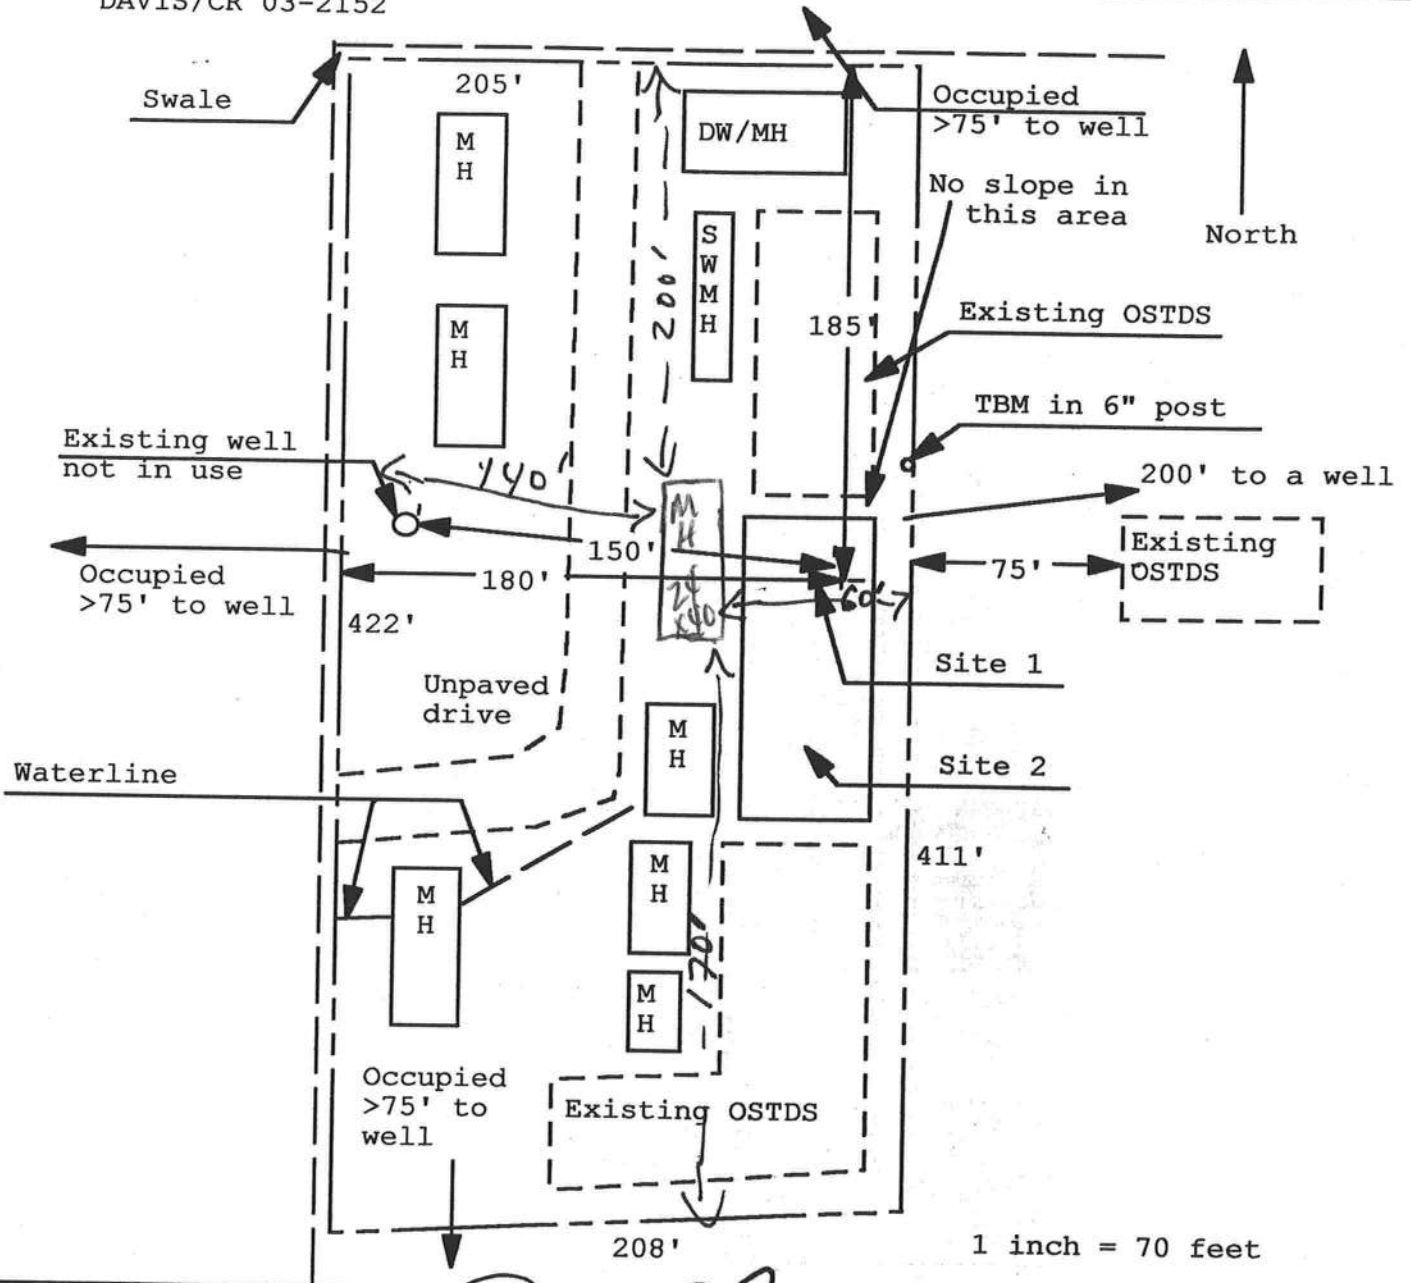 DAVIS/CR 03-2152
205'
Swale
M
H
DW/MH
Occupied
>75' to well
No slope in
this area
North
S
W
M
H
200'
185'
Existing OSTDS
M
H
TBM in 6" post
Existing well
not in use
140'
200' to a well
M
H
24
x40
150'
Existing
OSTDS
75'
180'
60'
Occupied
>75' to well
422'
Site 1
Unpaved
drive
M
H
Site 2
Waterline
411'
M
H
M
H
170'
M
H
Occupied
>75' to
well
Existing OSTDS
208'
1 inch = 70 feet